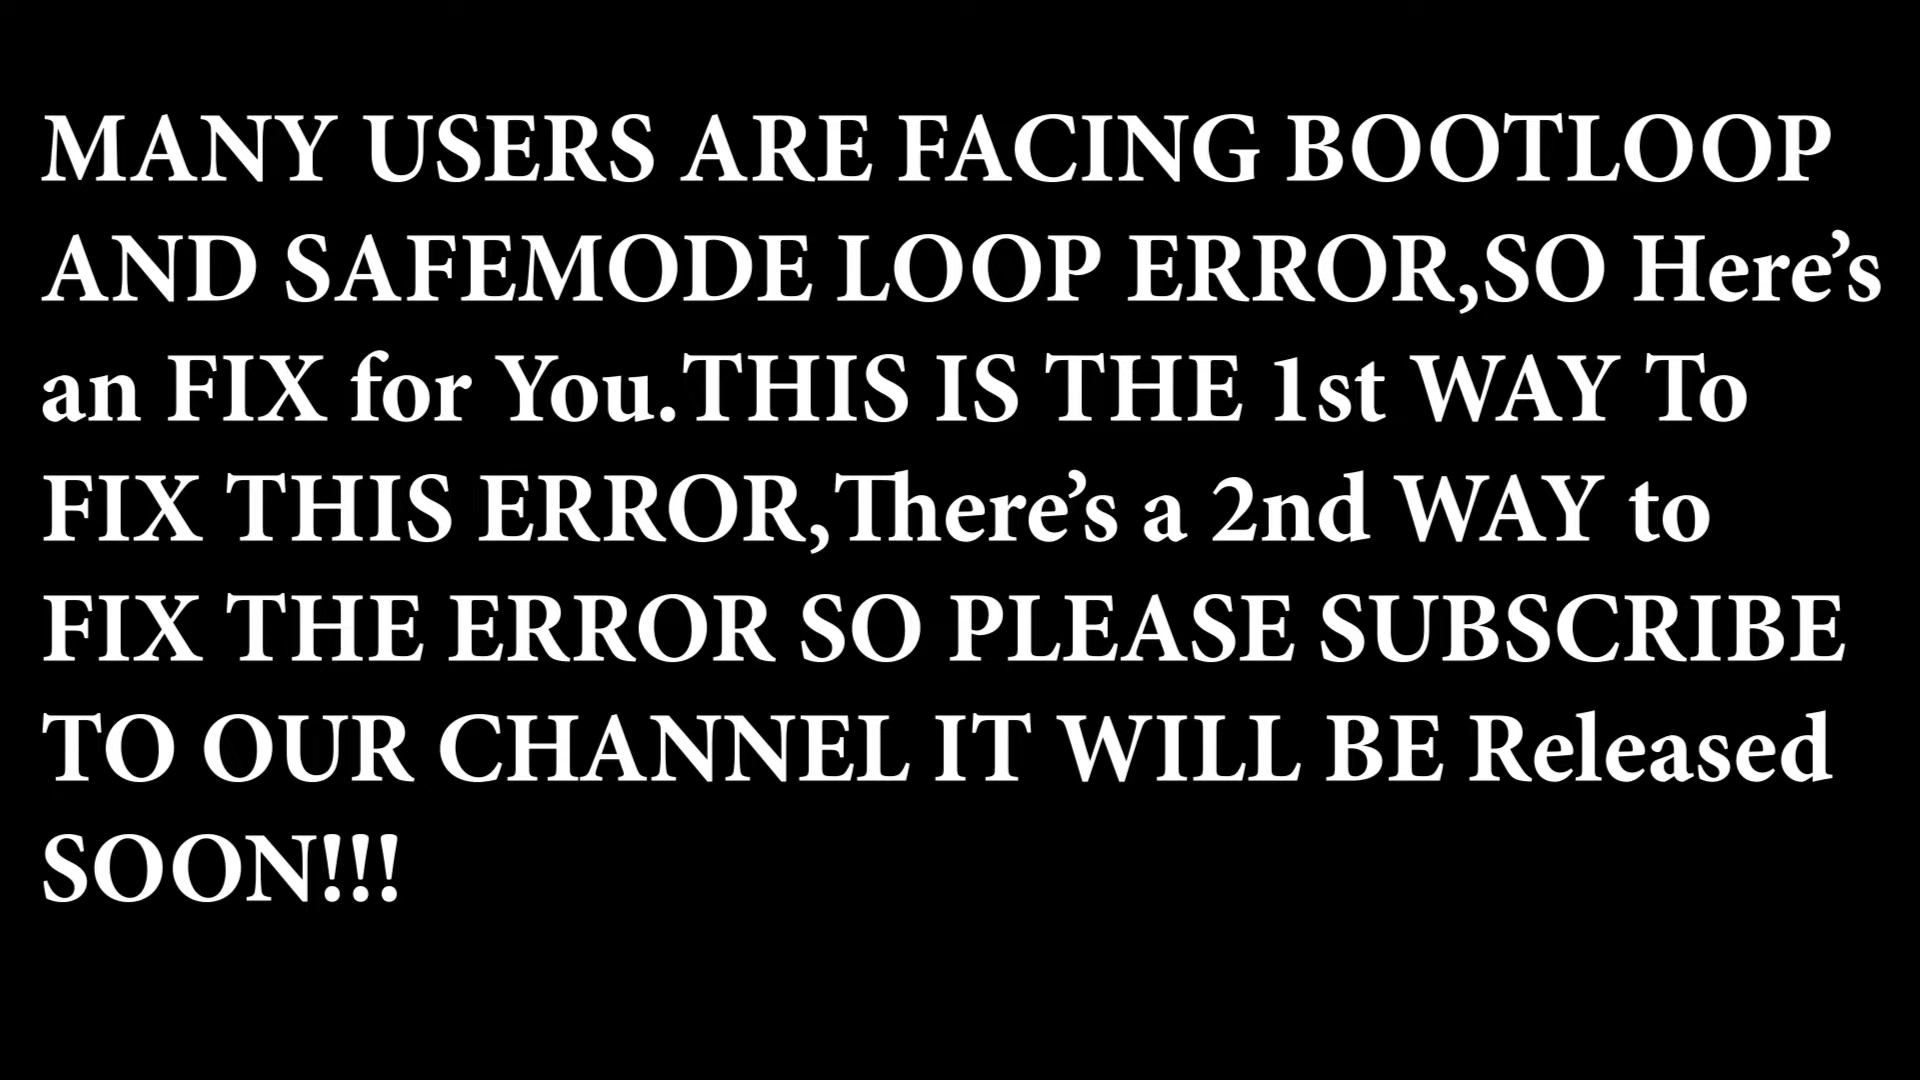 MANY USERS ARE FACING BOOTLOOP
AND SAFEMODE LOOP ERROR,SO Here’s
an FIX for You.THIS IS THE 1st WAY To
FIX THIS ERROR,There’s a 2nd WAY to
FIX THE ERROR SO PLEASE SUBSCRIBE
TO OUR CHANNEL IT WILL BE Released
SOON!!!